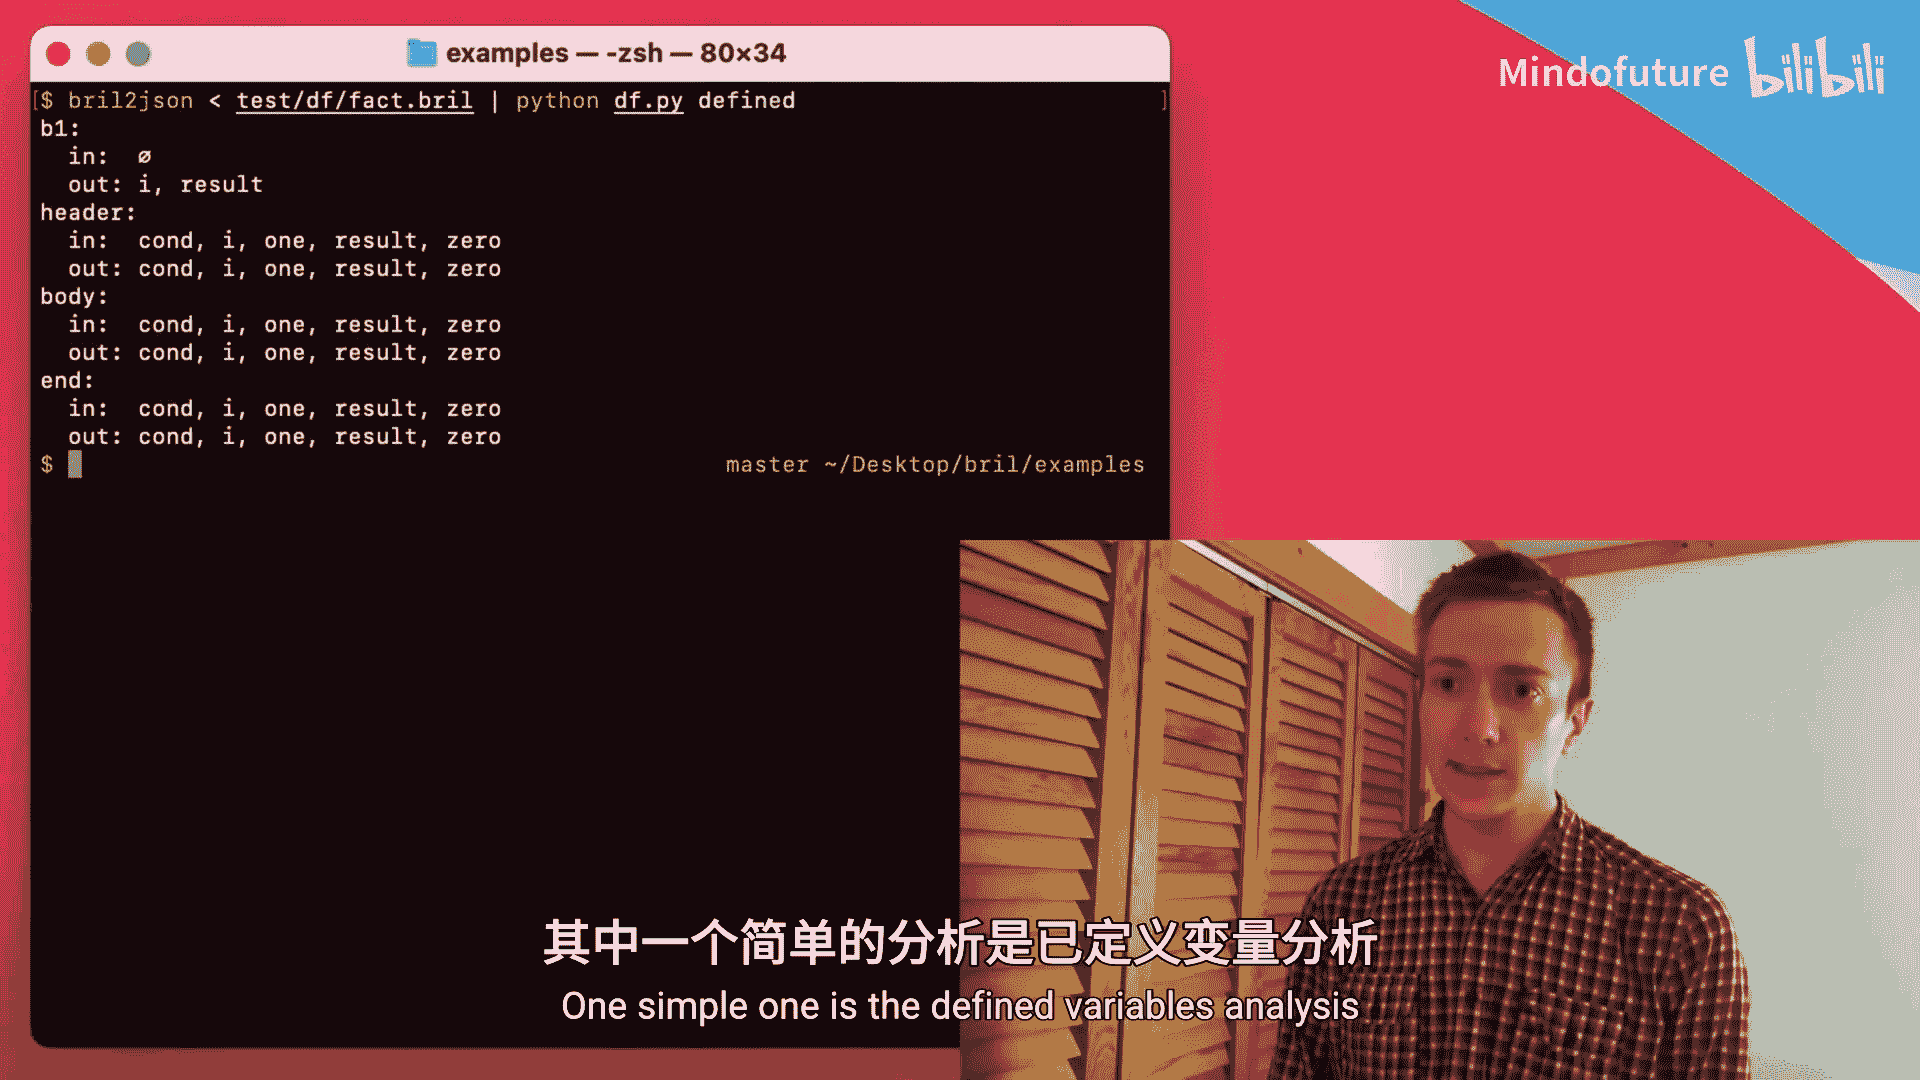 examples — -zsh — 80×34
Mindofuture bilibili
[$ bril2json < test/df/fact.bril | python df.py defined ]
b1:
  in:  ∅
  out: i, result
header:
  in:  cond, i, one, result, zero
  out: cond, i, one, result, zero
body:
  in:  cond, i, one, result, zero
  out: cond, i, one, result, zero
end:
  in:  cond, i, one, result, zero
  out: cond, i, one, result, zero
$ master ~/Desktop/bril/examples
其中一个简单的分析是已定义变量分析
One simple one is the defined variables analysis